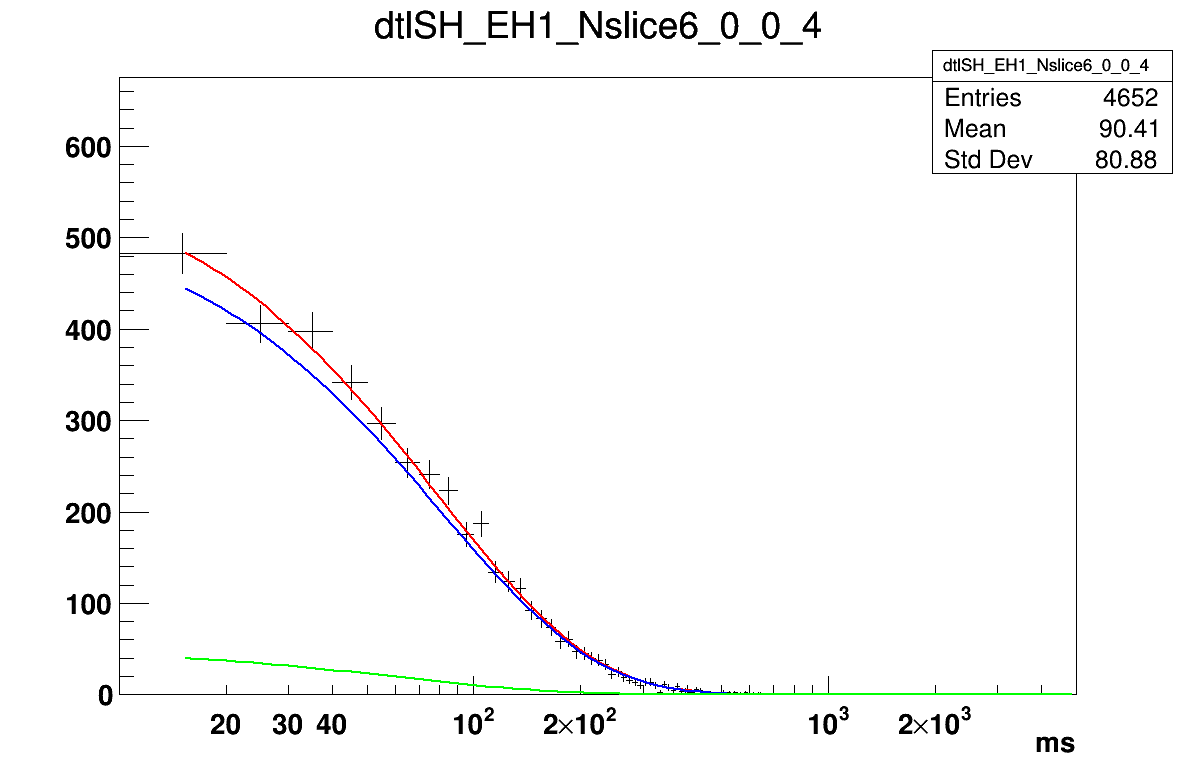 dtlSH_EH1_Nslice6_0_0_4
dtlSH_EH1_Nslice6_0_0_4
Entries 4652
Mean 90.41
Std Dev 80.88
600
500
400
300
200
100
0
20 30 40 10² 2×10² 10³ 2×10³
ms